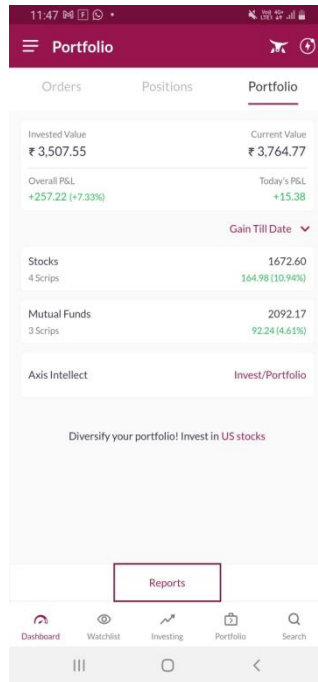 11:47
Portfolio
Orders Positions Portfolio
Invested Value Current Value
₹ 3,507.55 ₹ 3,764.77
Overall P&L Today's P&L
+257.22 (+7.33%) +15.38
Gain Till Date
Stocks 1672.60
4 Scrips 164.98 (10.94%)
Mutual Funds 2092.17
3 Scrips 92.24 (4.61%)
Axis Intellect Invest/Portfolio
Diversify your portfolio! Invest in US stocks
Reports
Dashboard Watchlist Investing Portfolio Search